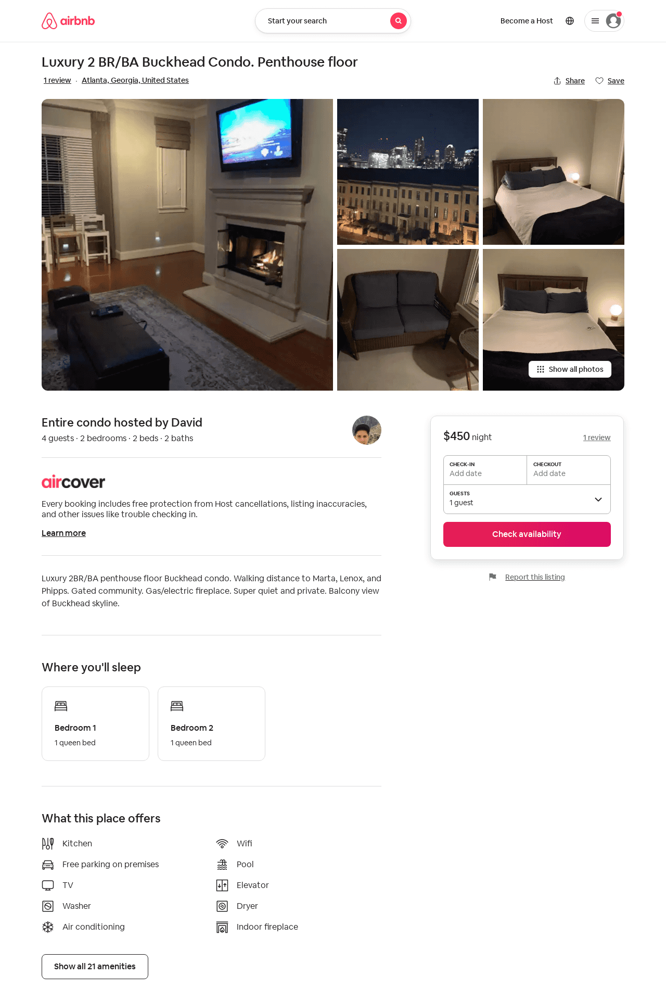 airbnb
Start your search
Become a Host
Luxury 2 BR/BA Buckhead Condo. Penthouse floor
1 review · Atlanta, Georgia, United States
Share
Save
Show all photos
Entire condo hosted by David
4 guests · 2 bedrooms · 2 beds · 2 baths
aircover
Every booking includes free protection from Host cancellations, listing inaccuracies,
and other issues like trouble checking in.
Learn more
Luxury 2BR/BA penthouse floor Buckhead condo. Walking distance to Marta, Lenox, and
Phipps. Gated community. Gas/electric fireplace. Super quiet and private. Balcony view
of Buckhead skyline.
Where you'll sleep
Bedroom 1
1 queen bed
Bedroom 2
1 queen bed
What this place offers
Kitchen
Wifi
Free parking on premises
Pool
TV
Elevator
Washer
Dryer
Air conditioning
Indoor fireplace
Show all 21 amenities
$450 night
1 review
CHECK-IN
Add date
CHECKOUT
Add date
GUESTS
1 guest
Check availability
Report this listing